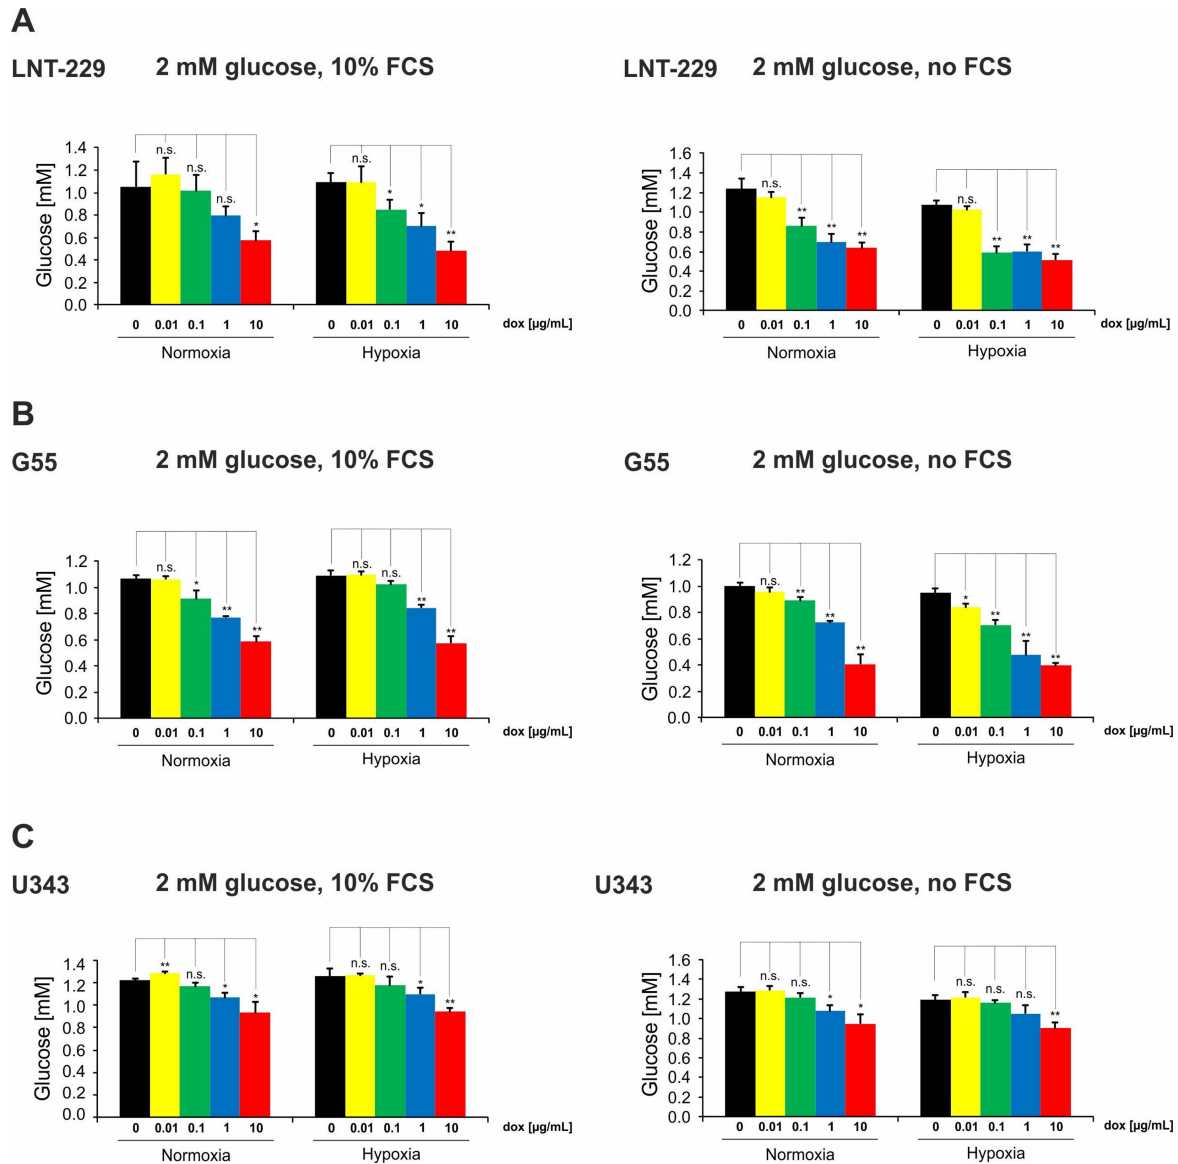 A
LNT-229 2 mM glucose, 10% FCS
Glucose [mM]
1.4
1.2
1.0
0.8
0.6
0.4
0.2
0.0
n.s. n.s. n.s. *
n.s. * * **
0 0.01 0.1 1 10 0 0.01 0.1 1 10 dox [µg/mL]
Normoxia Hypoxia
LNT-229 2 mM glucose, no FCS
Glucose [mM]
1.6
1.4
1.2
1.0
0.8
0.6
0.4
0.2
0.0
n.s. ** ** **
n.s. ** ** **
0 0.01 0.1 1 10 0 0.01 0.1 1 10 dox [µg/mL]
Normoxia Hypoxia
B
G55 2 mM glucose, 10% FCS
Glucose [mM]
1.2
1.0
0.8
0.6
0.4
0.2
0.0
n.s. * ** **
n.s. n.s. ** **
0 0.01 0.1 1 10 0 0.01 0.1 1 10 dox [µg/mL]
Normoxia Hypoxia
G55 2 mM glucose, no FCS
Glucose [mM]
1.2
1.0
0.8
0.6
0.4
0.2
0.0
n.s. ** ** **
* ** ** **
0 0.01 0.1 1 10 0 0.01 0.1 1 10 dox [µg/mL]
Normoxia Hypoxia
C
U343 2 mM glucose, 10% FCS
Glucose [mM]
1.4
1.2
1.0
0.8
0.6
0.4
0.2
0.0
** n.s. * *
n.s. n.s. * **
0 0.01 0.1 1 10 0 0.01 0.1 1 10 dox [µg/mL]
Normoxia Hypoxia
U343 2 mM glucose, no FCS
Glucose [mM]
1.6
1.4
1.2
1.0
0.8
0.6
0.4
0.2
0.0
n.s. n.s. * *
n.s. n.s. n.s. **
0 0.01 0.1 1 10 0 0.01 0.1 1 10 dox [µg/mL]
Normoxia Hypoxia